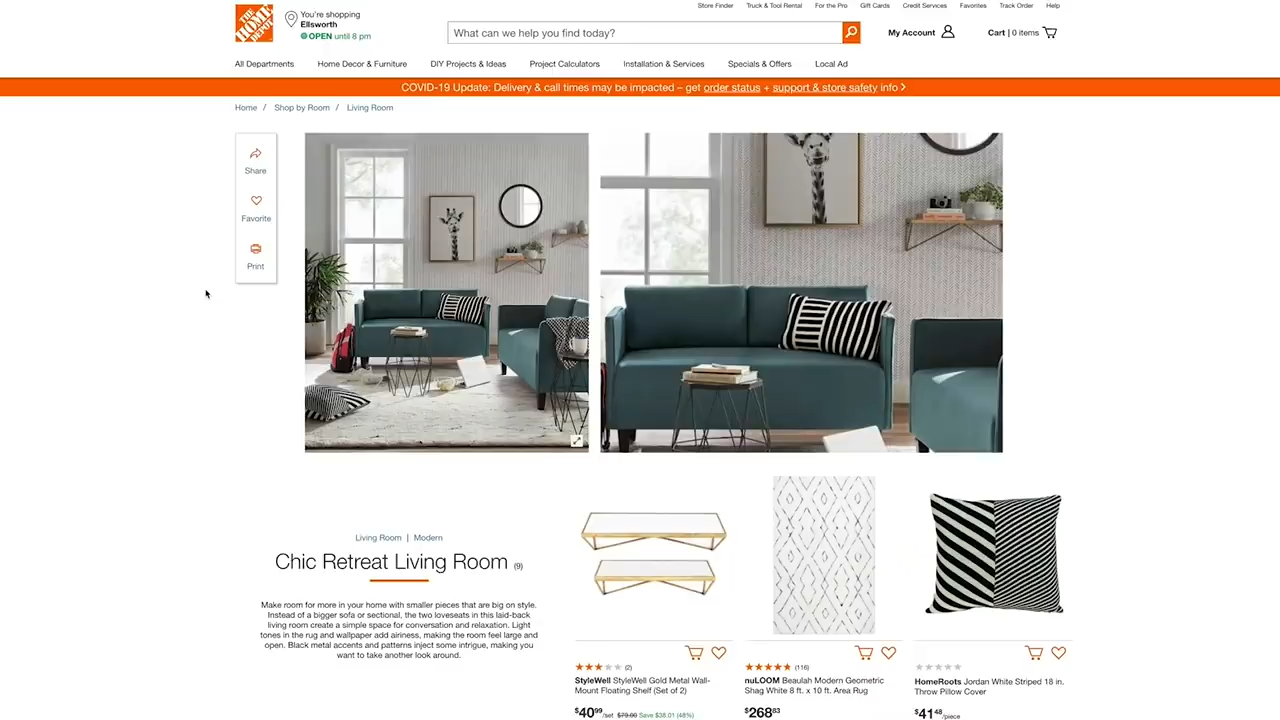 Store Finder Truck & Tool Rental For the Pro Gift Cards Credit Services Favorites Track Order Help
THE HOME DEPOT
You're shopping
Ellsworth
OPEN until 8 pm
What can we help you find today?
My Account
Cart | 0 items
All Departments Home Decor & Furniture DIY Projects & Ideas Project Calculators Installation & Services Specials & Offers Local Ad
COVID-19 Update: Delivery & call times may be impacted – get order status + support & store safety info >
Home / Shop by Room / Living Room
Share
Favorite
Print
Living Room | Modern
Chic Retreat Living Room (9)
Make room for more in your home with smaller pieces that are big on style.
Instead of a bigger sofa or sectional, the two loveseats in this laid-back
living room create a simple space for conversation and relaxation. Light
tones in the rug and wallpaper add airiness, making the room feel large and
open. Black metal accents and patterns inject some intrigue, making you
want to take another look around.
(2)
StyleWell StyleWell Gold Metal Wall-
Mount Floating Shelf (Set of 2)
$4099/set $79.00 Save $38.01 (48%)
(116)
nuLOOM Beaulah Modern Geometric
Shag White 8 ft. x 10 ft. Area Rug
$26883
HomeRoots Jordan White Striped 18 in.
Throw Pillow Cover
$4148/piece